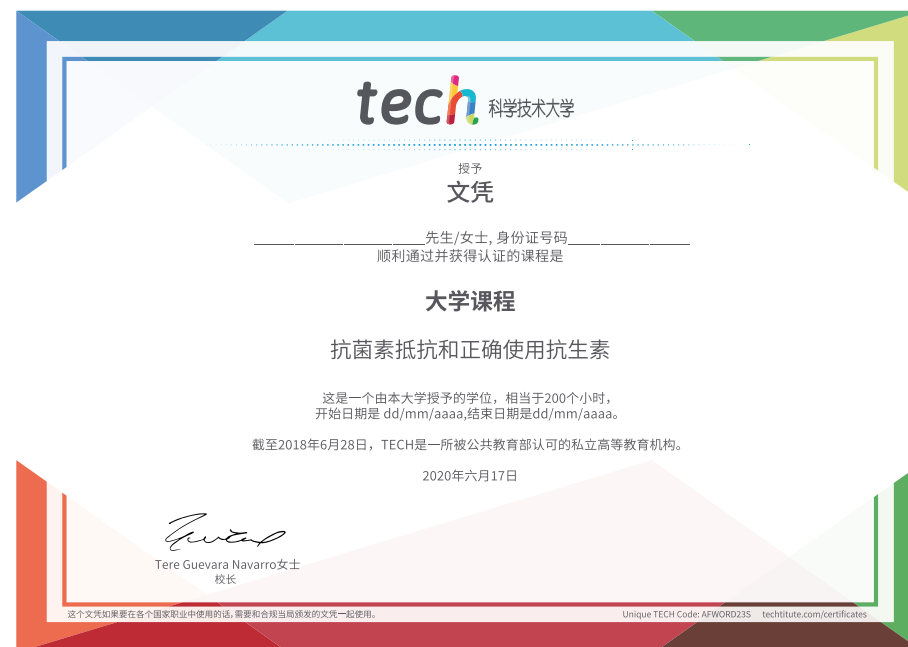 tech 科学技术大学
授予
文凭
____________________先生/女士, 身份证号码______________
顺利通过并获得认证的课程是
大学课程
抗菌素抵抗和正确使用抗生素
这是一个由本大学授予的学位，相当于200个小时，
开始日期是 dd/mm/aaaa,结束日期是dd/mm/aaaa。
截至2018年6月28日，TECH是一所被公共教育部认可的私立高等教育机构。
2020年六月17日
Tere Guevara Navarro女士
校长
这个文凭如果要在各个国家职业中使用的话,需要和合规当局颁发的文凭一起使用。
Unique TECH Code: AFWORD23S techtitute.com/certificates